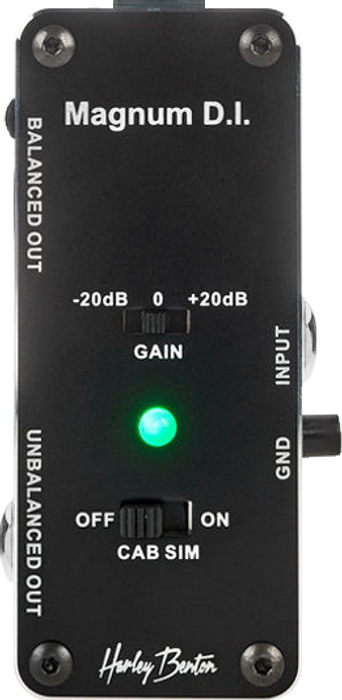 Magnum D.I.
BALANCED OUT
-20dB 0 +20dB
GAIN
INPUT
GND
UNBALANCED OUT
OFF ON
CAB SIM
Harley Benton